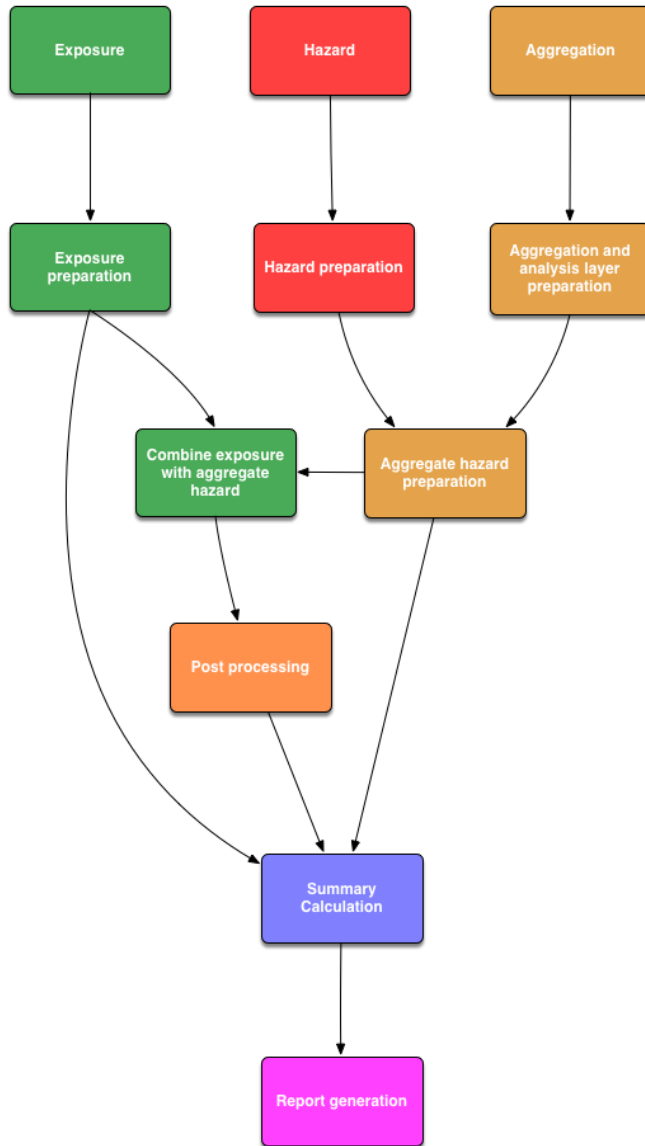 Exposure
Hazard
Aggregation
Exposure
preparation
Hazard preparation
Aggregation and
analysis layer
preparation
Combine exposure
with aggregate
hazard
Aggregate hazard
preparation
Post processing
Summary
Calculation
Report generation